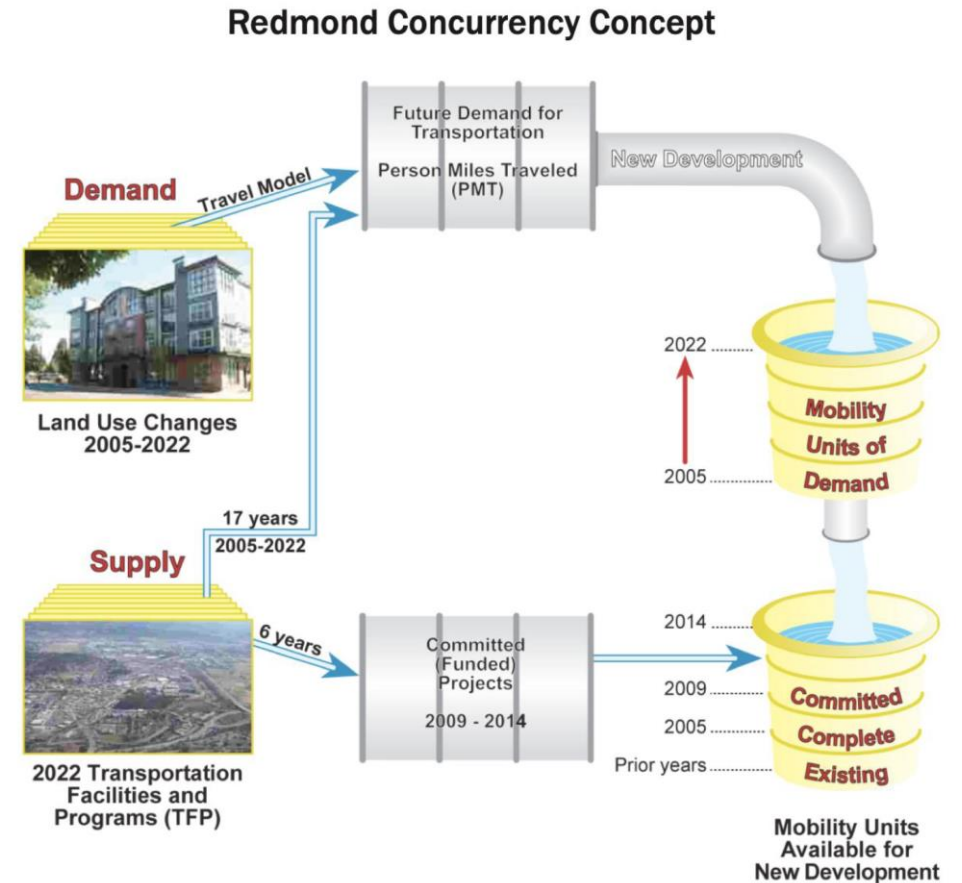 Redmond Concurrency Concept
Future Demand for
Transportation
Person Miles Traveled
(PMT)
New Development
Demand
Travel Model
Land Use Changes
2005-2022
2022 ..........
Mobility
Units of
Demand
2005 ...............
17 years
2005-2022
Supply
6 years
Committed
(Funded)
Projects
2009 - 2014
2014 ..........
2009 .............
Committed
2005 ..............
Complete
Prior years ...............
Existing
2022 Transportation
Facilities and
Programs (TFP)
Mobility Units
Available for
New Development